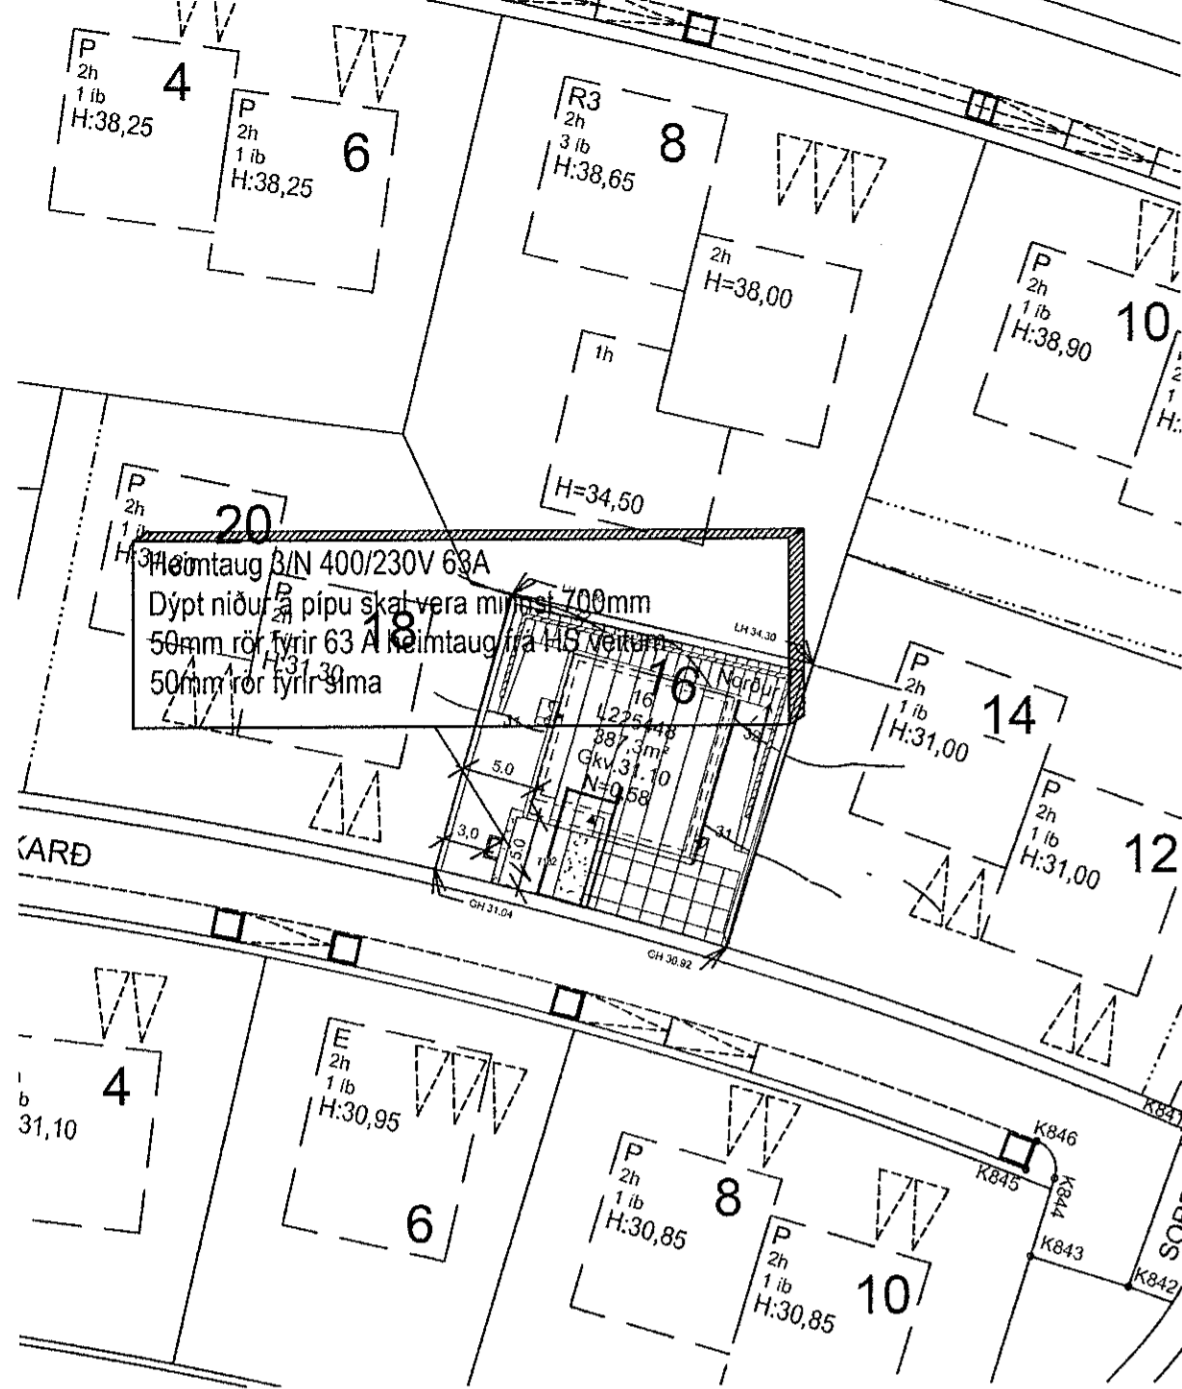 P
2h
1 íb
H:38,25
4
P
2h
1 íb
H:38,25
6
R3
2h
3 íb
H:38,65
8
2h
H=38,00
1h
H=34,50
P
2h
1 íb
H:38,90
10
P
2h
20
Heimtaug 3/N 400/230V 63A
Dýpt niður á pípu skal vera minnst 700mm
50mm rör fyrir 63 A heimtaug frá HS veitum
50mm rör fyrir síma
P
2h
H:31,30
18
LH 34.30
16
Norður
16
L225448
387,3m²
Gkv.31.10
N=0,58
5.0
3,0
5.0
31
GH 31.04
GH 30.92
P
2h
1 íb
H:31,00
14
P
2h
1 íb
H:31,00
12
KARÐ
4
31,10
E
2h
1 íb
H:30,95
6
P
2h
1 íb
H:30,85
8
P
2h
1 íb
H:30,85
10
K847
K846
K845
K844
K843
K842